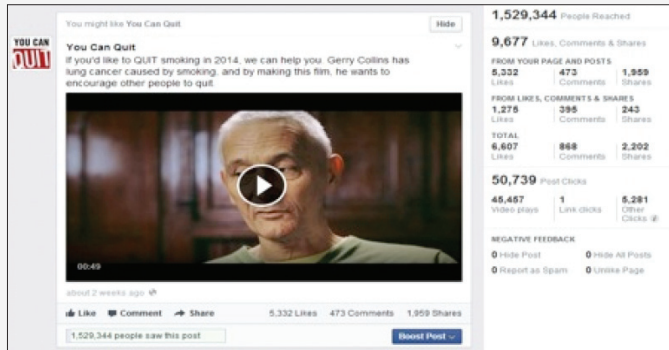 You might like You Can Quit
Hide
YOU CAN
QUIT
You Can Quit
If you'd like to QUIT smoking in 2014, we can help you. Gerry Collins has
lung cancer caused by smoking, and by making this film, he wants to
encourage other people to quit.
00:49
about 2 weeks ago
Like Comment Share 5,332 Likes 473 Comments 1,959 Shares
1,529,344 people saw this post
Boost Post
1,529,344 People Reached
9,677 Likes, Comments & Shares
FROM YOUR PAGE AND POSTS
5,332 473 1,959
Likes Comments Shares
FROM LIKES, COMMENTS & SHARES
1,275 395 243
Likes Comments Shares
TOTAL
6,607 868 2,202
Likes Comments Shares
50,739 Post Clicks
45,457 1 5,281
Video plays Link clicks Other
Clicks
NEGATIVE FEEDBACK
0 Hide Post 0 Hide All Posts
0 Report as Spam 0 Unlike Page